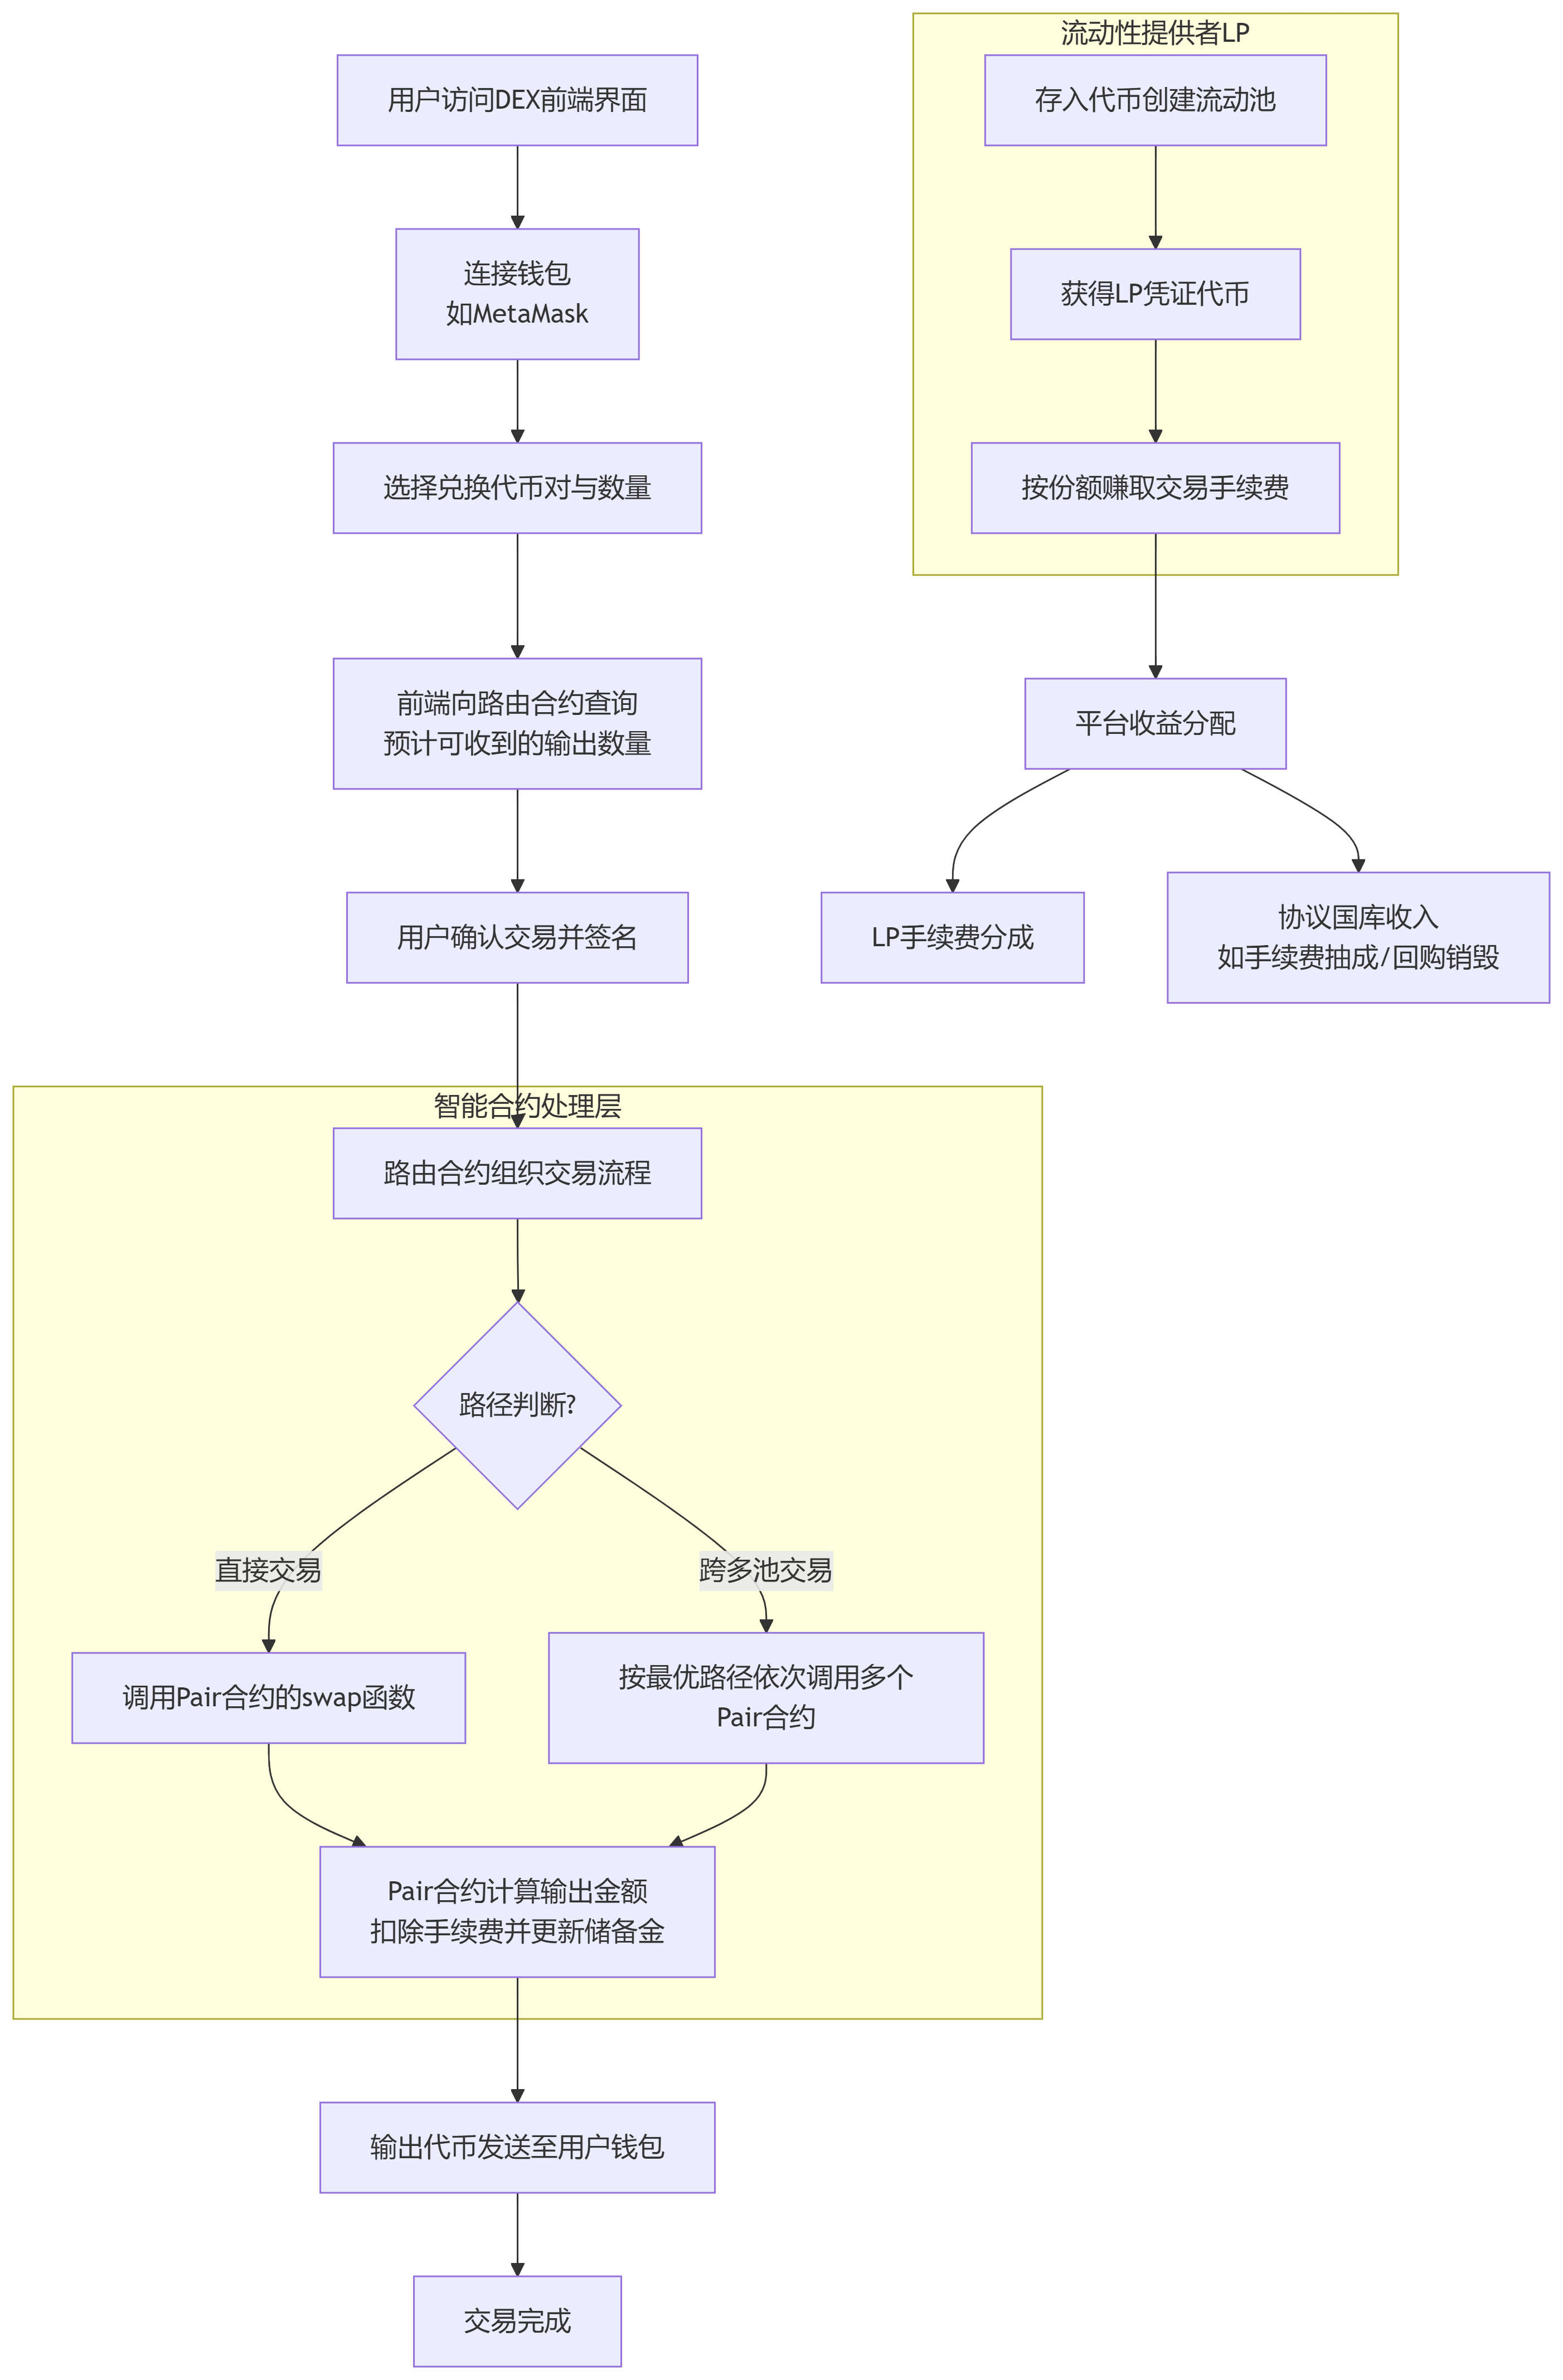 用户访问DEX前端界面
连接钱包
如MetaMask
选择兑换代币对与数量
前端向路由合约查询
预计可收到的输出数量
用户确认交易并签名
流动性提供者LP
存入代币创建流动池
获得LP凭证代币
按份额赚取交易手续费
平台收益分配
LP手续费分成
协议国库收入
如手续费抽成/回购销毁
智能合约处理层
路由合约组织交易流程
路径判断?
直接交易
跨多池交易
调用Pair合约的swap函数
按最优路径依次调用多个
Pair合约
Pair合约计算输出金额
扣除手续费并更新储备金
输出代币发送至用户钱包
交易完成